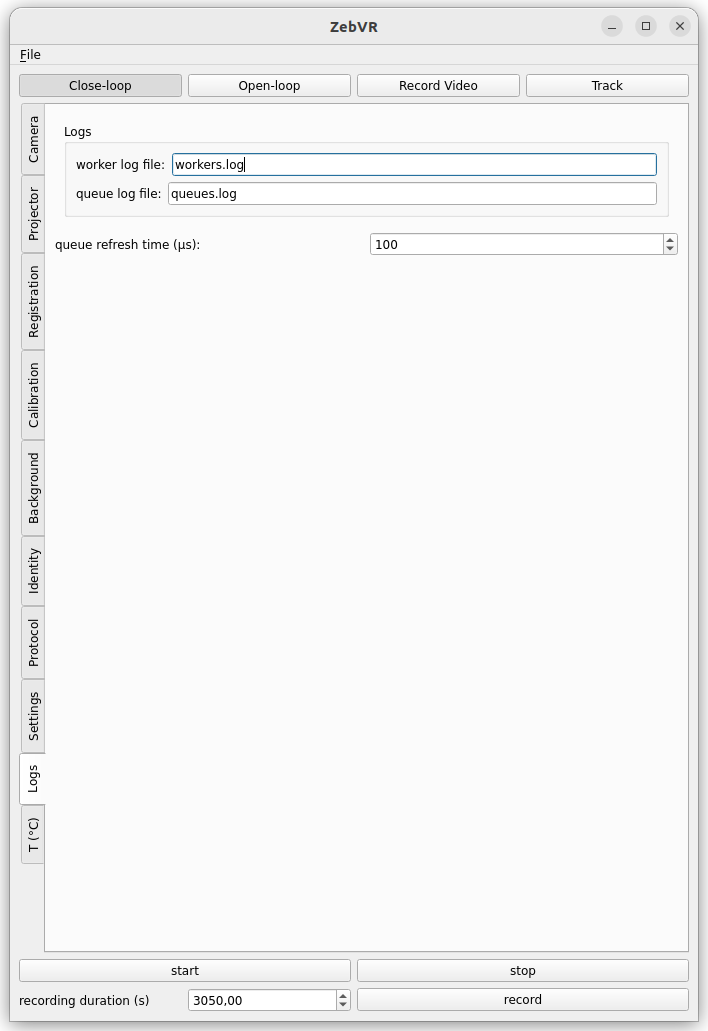 ZebVR
File
Close-loop Open-loop Record Video Track
Camera
Projector
Registration
Calibration
Background
Identity
Protocol
Settings
Logs
T (°C)
Logs
worker log file: workers.log
queue log file: queues.log
queue refresh time (µs): 100
start stop
recording duration (s) 3050,00 record